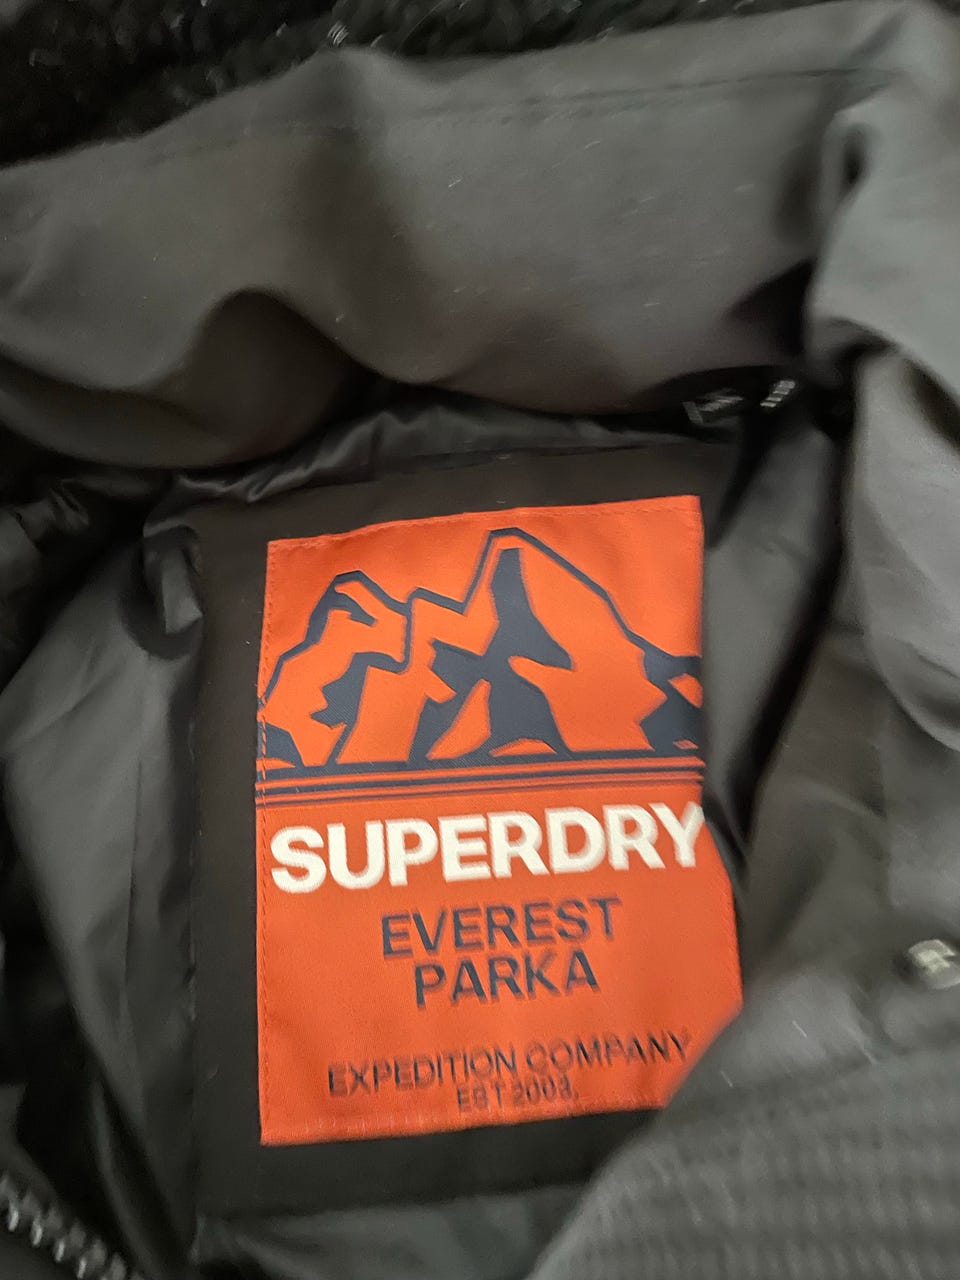 SUPERDRY
EVEREST
PARKA
EXPEDITION COMPANY
EST 2003.